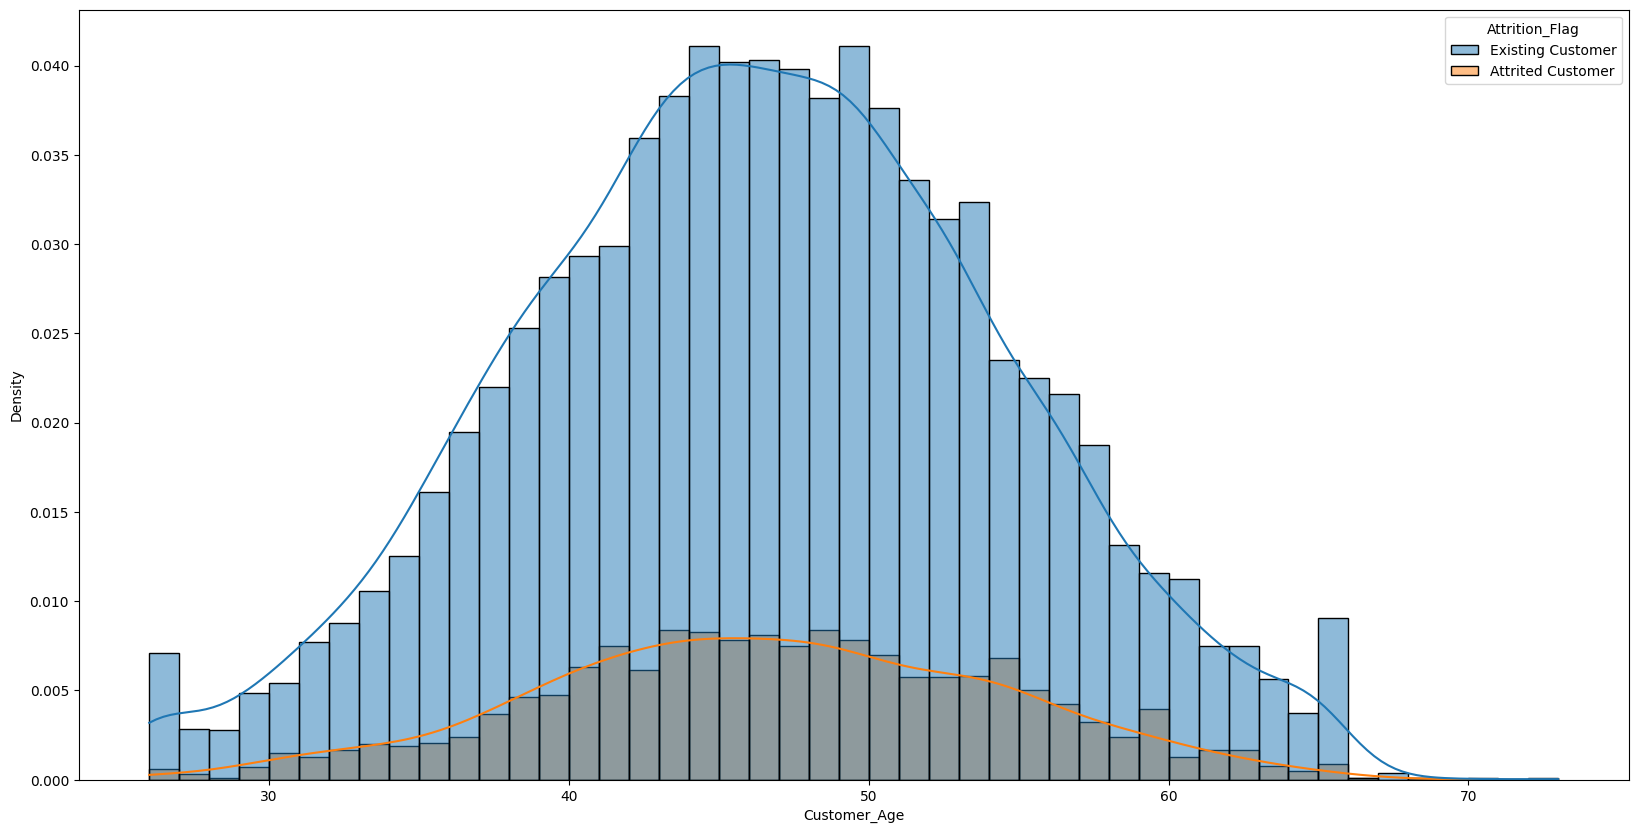 Attrition_Flag
Existing Customer
Attrited Customer
Density
0.040
0.035
0.030
0.025
0.020
0.015
0.010
0.005
0.000
30 40 50 60 70
Customer_Age